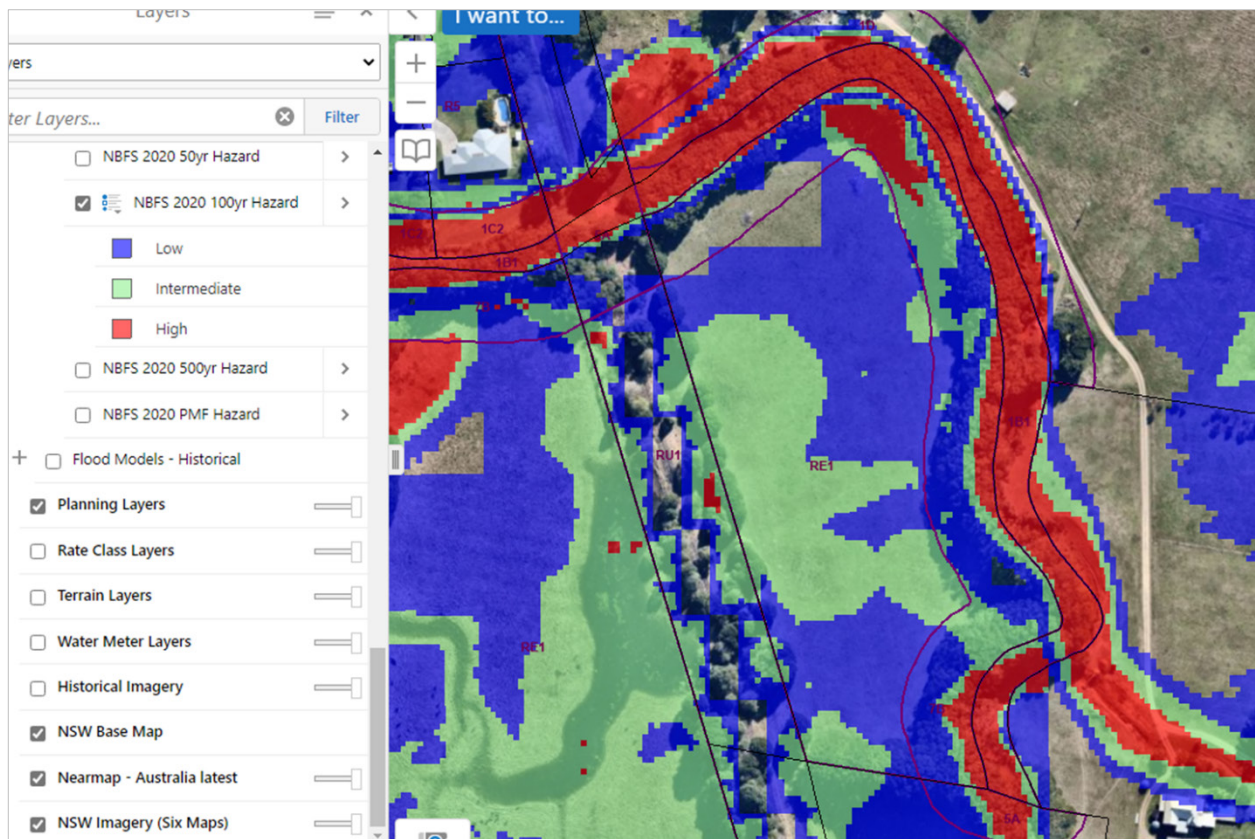 Layers
I want to...
yers
ter Layers...
Filter
NBFS 2020 50yr Hazard
NBFS 2020 100yr Hazard
Low
Intermediate
High
NBFS 2020 500yr Hazard
NBFS 2020 PMF Hazard
Flood Models - Historical
Planning Layers
Rate Class Layers
Terrain Layers
Water Meter Layers
Historical Imagery
NSW Base Map
Nearmap - Australia latest
NSW Imagery (Six Maps)
R5
1C2
1C2
1B1
RU1
RE1
1B1
RE1
5A